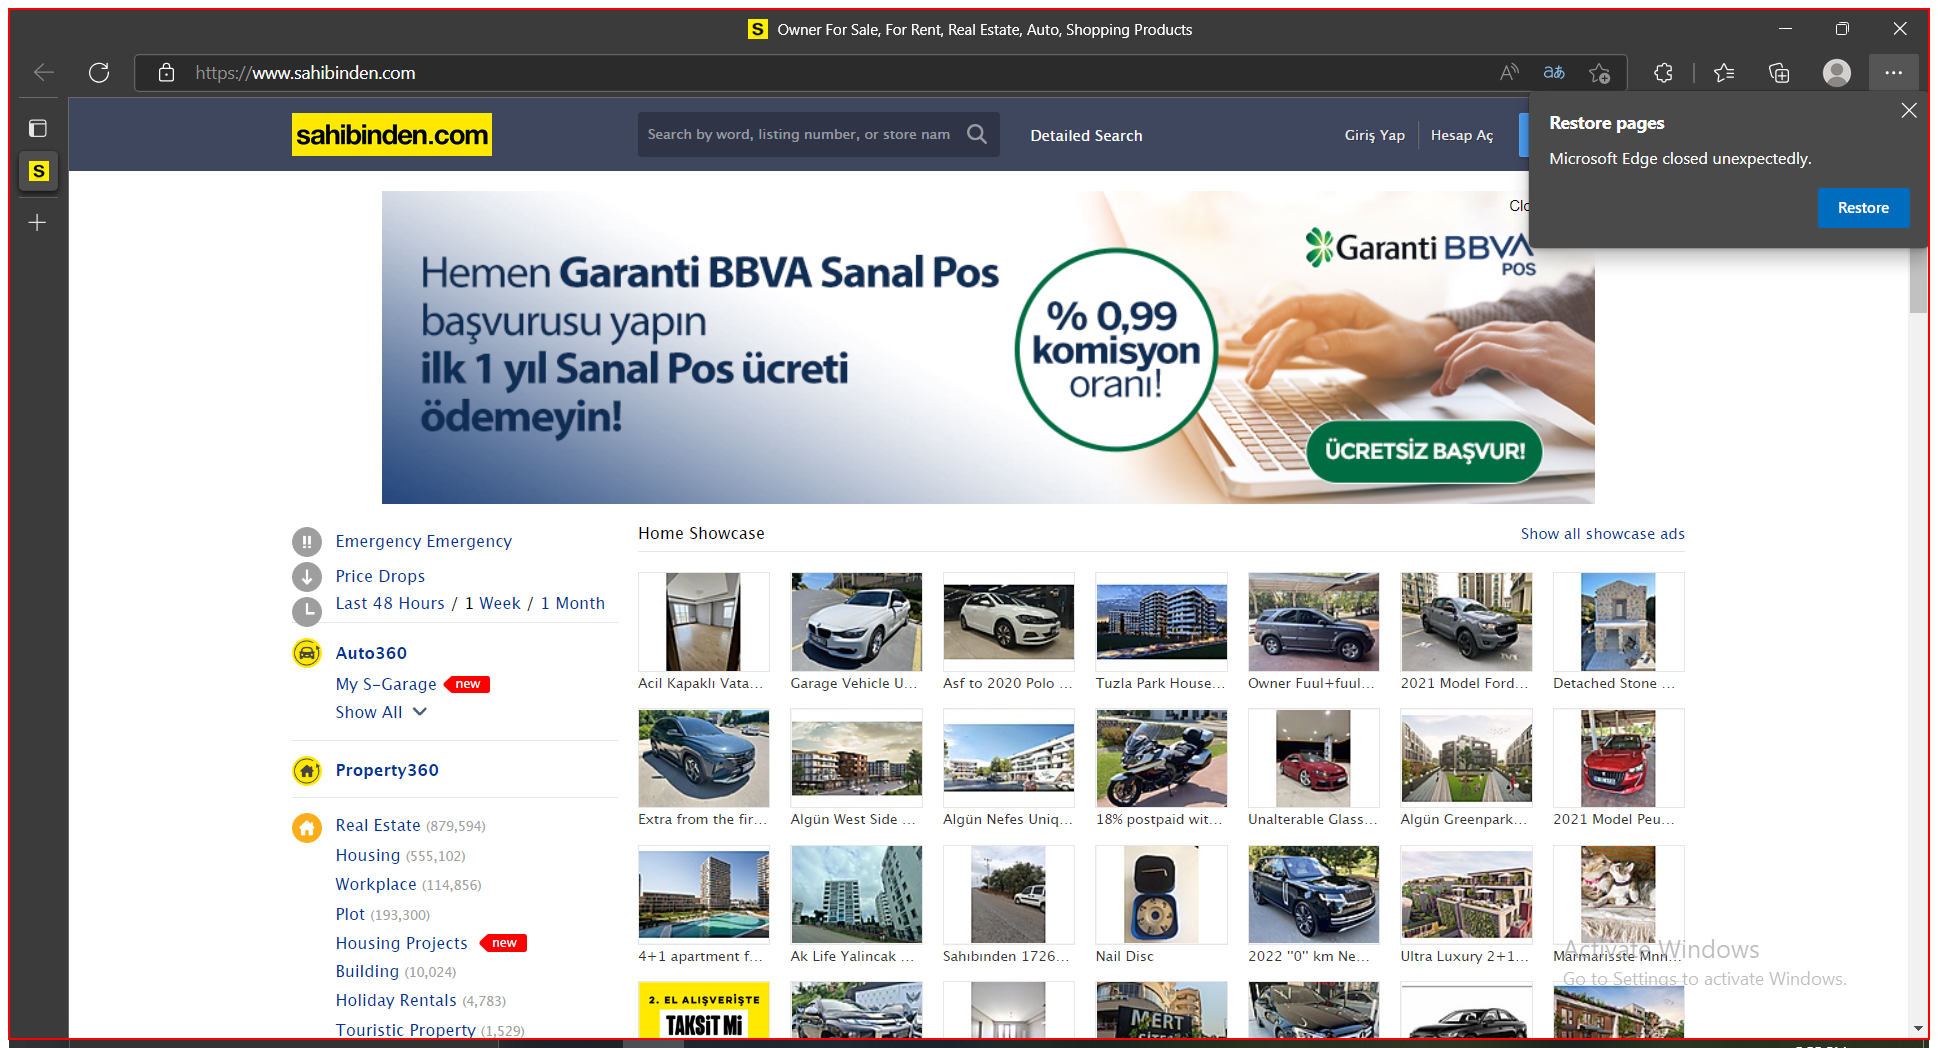 S Owner For Sale, For Rent, Real Estate, Auto, Shopping Products
https://www.sahibinden.com
sahibinden.com
Search by word, listing number, or store nam
Detailed Search
Giriş Yap
Hesap Aç
Restore pages
Microsoft Edge closed unexpectedly.
Restore
S
Hemen Garanti BBVA Sanal Pos
başvurusu yapın
ilk 1 yıl Sanal Pos ücreti
ödemeyin!
% 0,99
komisyon
oranı!
Garanti BBVA
POS
ÜCRETSİZ BAŞVUR!
Emergency Emergency
Price Drops
Last 48 Hours / 1 Week / 1 Month
Auto360
My S-Garage new
Show All
Property360
Real Estate (879,594)
Housing (555,102)
Workplace (114,856)
Plot (193,300)
Housing Projects new
Building (10,024)
Holiday Rentals (4,783)
Touristic Property (1,529)
Home Showcase
Show all showcase ads
Acil Kapaklı Vata... Garage Vehicle U... Asf to 2020 Polo ... Tuzla Park House... Owner Fuul+fuul... 2021 Model Ford... Detached Stone ...
Extra from the fir... Algün West Side ... Algün Nefes Uniq... 18% postpaid wit... Unalterable Glass... Algün Greenpark... 2021 Model Peu...
4+1 apartment f... Ak Life Yalincak ... Sahıbınden 1726... Nail Disc 2022 "0" km Ne... Ultra Luxury 2+1... Marmarisste Mnn...
2. EL ALIŞVERİŞTE
TAKSİT Mİ
MERT
Activate Windows
Go to Settings to activate Windows.